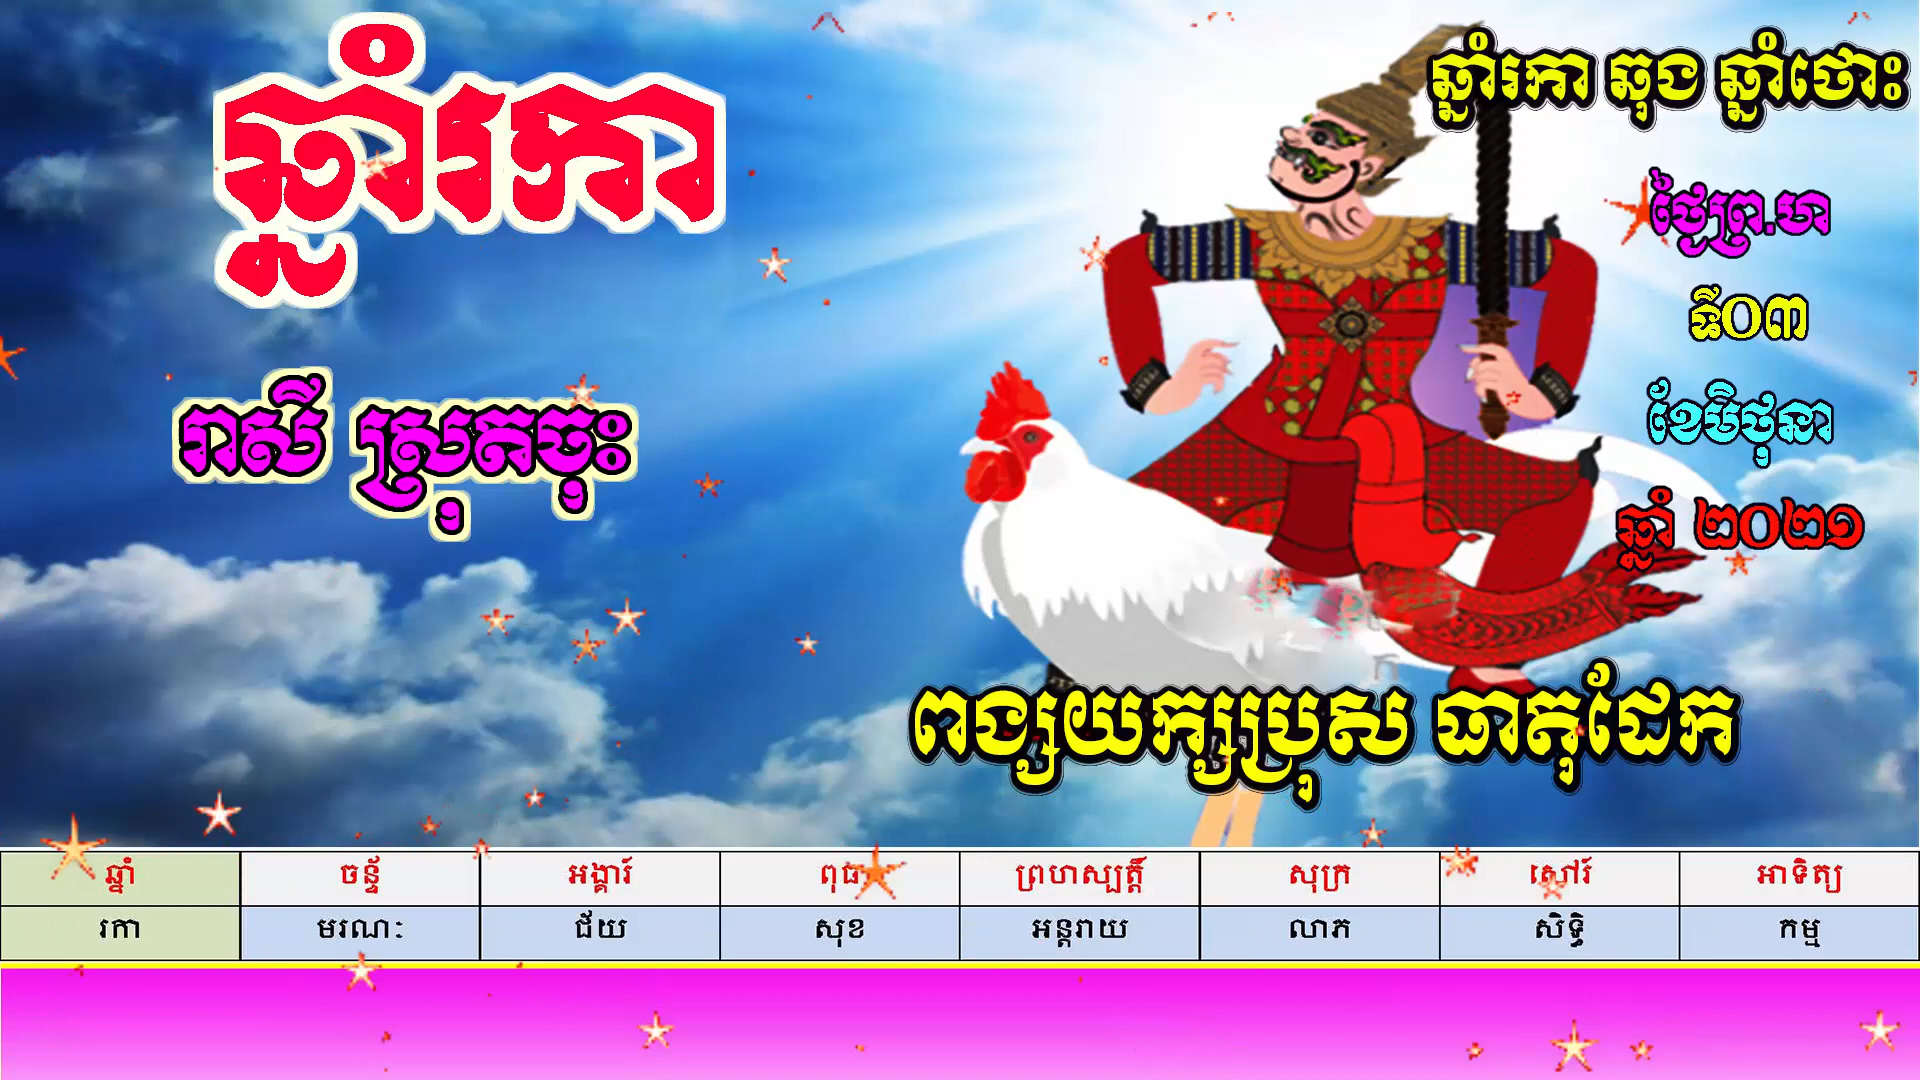 ឆ្នាំរកា
រាសី ស្រុតចុះ
ឆ្នាំរកា ឆុង ឆ្នាំថោះ
ថ្ងៃព្រ.ហ
ទី០៣
ខែមិថុនា
ឆ្នាំ ២០២១
ពង្សយក្សប្រុស ធាតុដែក
ឆ្នាំ ចន្ទ័ អង្គារ៍ ពុធ ព្រហស្បត្តិ៍ សុក្រ សៅរ៍ អាទិត្យ
រកា មរណៈ ជ័យ សុខ អន្តរាយ លាភ សិទ្ធិ កម្ម